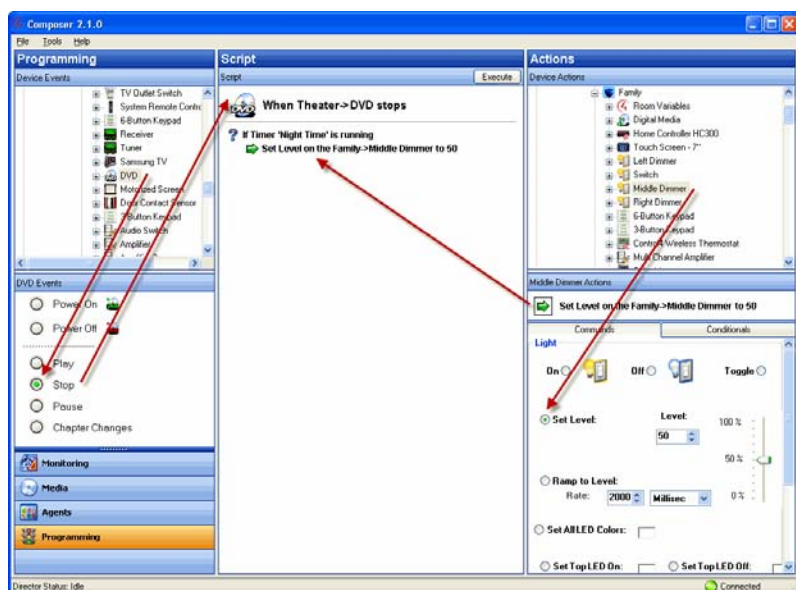 Composer 2.1.0
File Tools Help
Programming
Device Events
TV Outlet Switch
System Remote Contro
6-Button Keypad
Receiver
Tuner
Samsung TV
DVD
Motorized Screen
Door Contact Sensor
7-Button Keypad
Audio Switch
Amplifier
DVD Events
Power On
Power Off
Play
Stop
Pause
Chapter Changes
Monitoring
Media
Agents
Programming
Director Status: Idle
Script
Script Execute
DVD When Theater->DVD stops
? If Timer 'Night Time' is running
Set Level on the Family->Middle Dimmer to 50
Actions
Device Actions
Family
Room Variables
Digital Media
Home Controller HC300
Touch Screen - 7"
Left Dimmer
Switch
Middle Dimmer
Right Dimmer
6-Button Keypad
3-Button Keypad
Control4 Wireless Thermostat
Multi Channel Amplifier
Middle Dimmer Actions
Set Level on the Family->Middle Dimmer to 50
Commands Conditionals
Light
On Off Toggle
Set Level: Level: 100 %
50
50 %
Ramp to Level:
Rate: 2000 Millisec 0 %
Set All LED Colors:
Set Top LED On: Set Top LED Off:
Connected